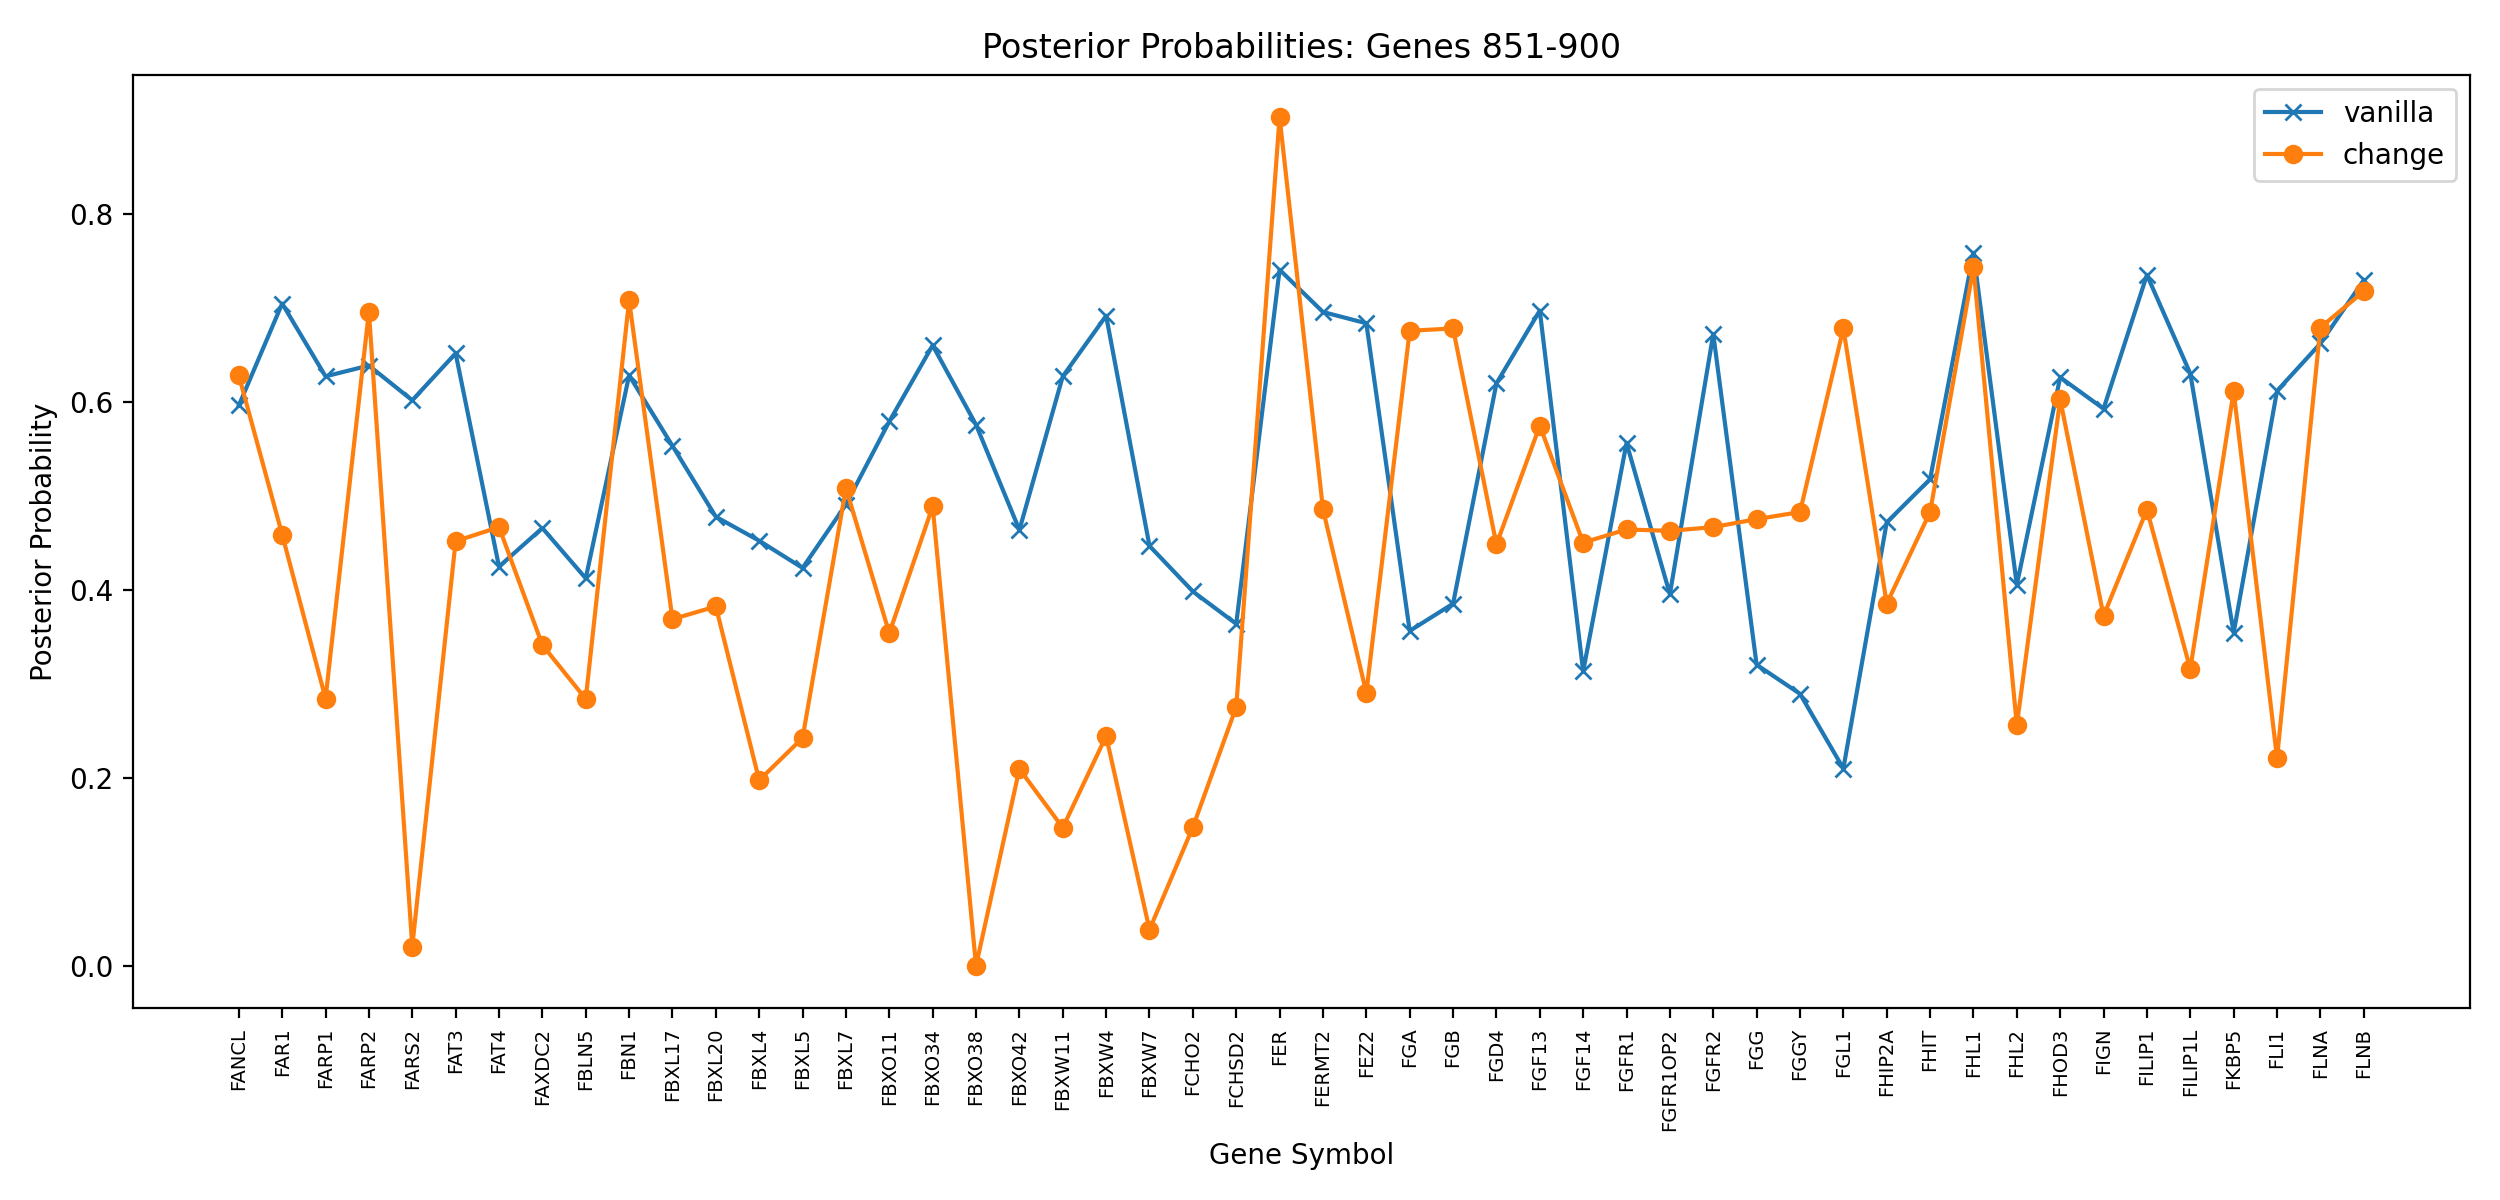 Posterior Probabilities: Genes 851-900
vanilla
change
Posterior Probability
0.8
0.6
0.4
0.2
0.0
FANCL
FAR1
FARP1
FARP2
FARS2
FAT3
FAT4
FAXDC2
FBLN5
FBN1
FBXL17
FBXL20
FBXL4
FBXL5
FBXL7
FBXO11
FBXO34
FBXO38
FBXO42
FBXW11
FBXW4
FBXW7
FCHO2
FCHSD2
FER
FERMT2
FEZ2
FGA
FGB
FGD4
FGF13
FGF14
FGFR1
FGFR1OP2
FGFR2
FGG
FGGY
FGL1
FHIP2A
FHIT
FHL1
FHL2
FHOD3
FIGN
FILIP1
FILIP1L
FKBP5
FLI1
FLNA
FLNB
Gene Symbol